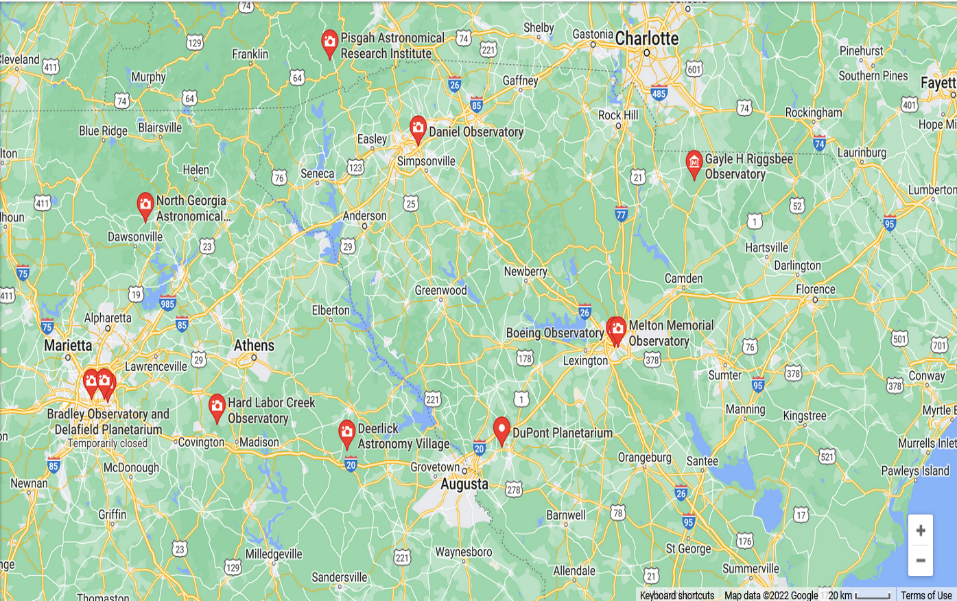 74
Concord
Shelby
Gastonia
Charlotte
Pisgah Astronomical
Research Institute
74
221
129
Franklin
Cleveland
411
Pinehurst
Southern Pines
601
Murphy
64
26
Gaffney
85
485
Fayett
74
64
Rock Hill
74
Rockingham
401
Hope Mi
Blue Ridge
Blairsville
Easley
Daniel Observatory
74
lton
Simpsonville
Laurinburg
Helen
76
Seneca
123
Gayle H Riggsbee
Observatory
21
Lumberton
411
North Georgia
Astronomical...
25
52
lhoun
Anderson
77
1
95
Dawsonville
23
29
Hartsville
Darlington
75
Newberry
Camden
411
19
985
Greenwood
Florence
Alpharetta
85
Elberton
26
75
Marietta
Athens
Boeing Observatory
Melton Memorial
Observatory
501
701
Lawrenceville
29
178
Lexington
378
76
Sumter
378
Conway
95
378
221
1
Hard Labor Creek
Observatory
Manning
Kingstree
Myrtle
Bradley Observatory and
Delafield Planetarium
Temporarily closed
Covington
Madison
Deerlick
Astronomy Village
DuPont Planetarium
20
Murrells Inlet
85
McDonough
20
Grovetown
Orangeburg
Santee
521
Pawleys Island
Newnan
Augusta
278
26
Griffin
Barnwell
78
95
17
23
Milledgeville
221
Waynesboro
St George
176
129
Sandersville
Allendale
21
Summerville
Thomaston
Keyboard shortcuts
Map data ©2022 Google
20 km
Terms of Use